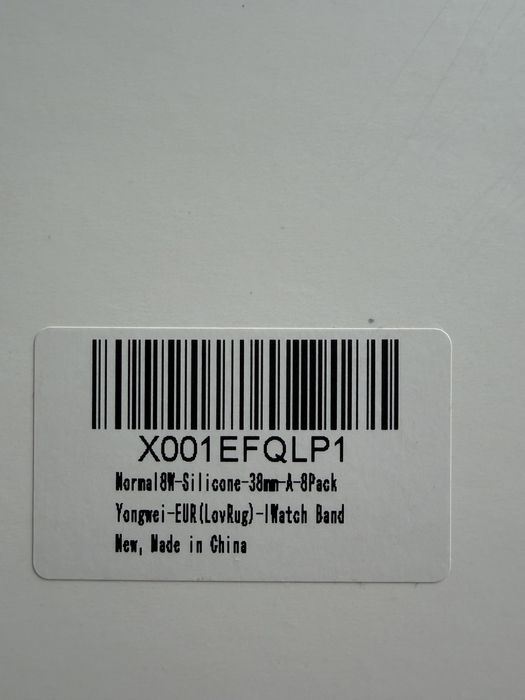 X001EFQLP1
Normal8W-Silicone-38mm-A-8Pack
Yongwei-EUR(LovRug)-IWatch Band
New, Made in China